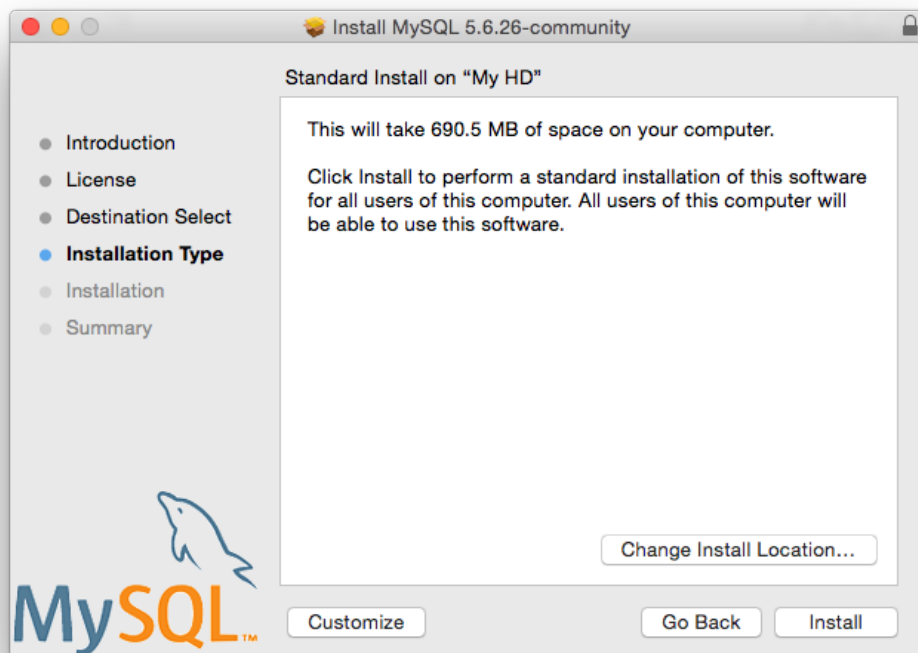 Install MySQL 5.6.26-community
Standard Install on “My HD”
Introduction
License
Destination Select
Installation Type
Installation
Summary
This will take 690.5 MB of space on your computer.
Click Install to perform a standard installation of this software
for all users of this computer. All users of this computer will
be able to use this software.
Change Install Location...
MySQL™
Customize
Go Back
Install